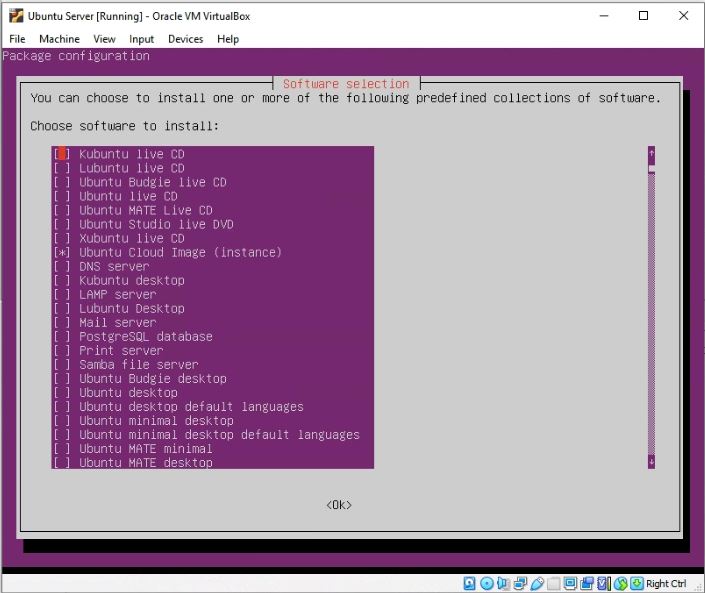 Ubuntu Server [Running] - Oracle VM VirtualBox
File Machine View Input Devices Help
Package configuration
Software selection
You can choose to install one or more of the following predefined collections of software.
Choose software to install:
[ ] Kubuntu live CD
[ ] Lubuntu live CD
[ ] Ubuntu Budgie live CD
[ ] Ubuntu live CD
[ ] Ubuntu MATE Live CD
[ ] Ubuntu Studio live DVD
[ ] Xubuntu live CD
[*] Ubuntu Cloud Image (instance)
[ ] DNS server
[ ] Kubuntu desktop
[ ] LAMP server
[ ] Lubuntu Desktop
[ ] Mail server
[ ] PostgreSQL database
[ ] Print server
[ ] Samba file server
[ ] Ubuntu Budgie desktop
[ ] Ubuntu desktop
[ ] Ubuntu desktop default languages
[ ] Ubuntu minimal desktop
[ ] Ubuntu minimal desktop default languages
[ ] Ubuntu MATE minimal
[ ] Ubuntu MATE desktop
<Ok>
Right Ctrl